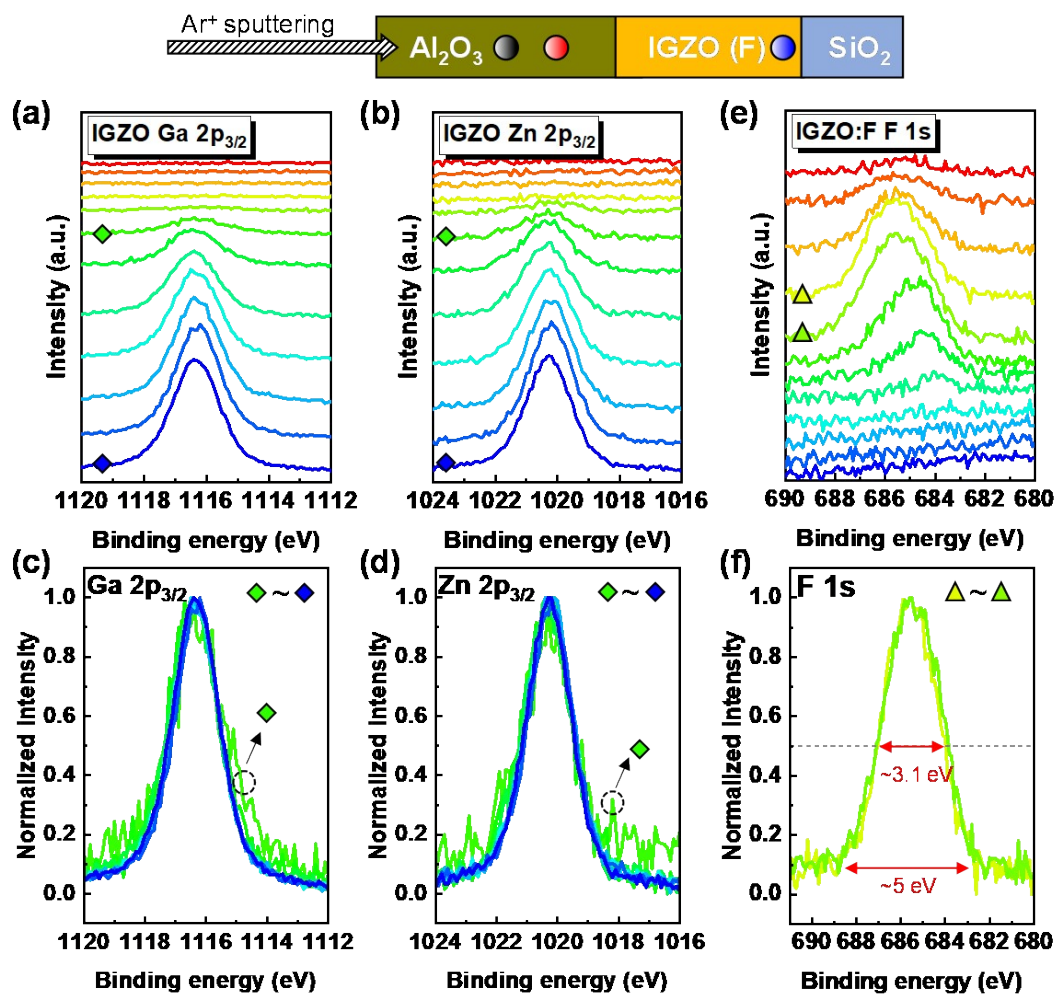 Ar⁺ sputtering
Al₂O₃ IGZO (F) SiO₂
(a) (b) (e)
IGZO Ga 2p₃/₂ IGZO Zn 2p₃/₂ IGZO:F F 1s
Intensity (a.u.) Intensity (a.u.) Intensity (a.u.)
1120 1118 1116 1114 1112 1024 1022 1020 1018 1016 690 688 686 684 682 680
Binding energy (eV) Binding energy (eV) Binding energy (eV)
(c) (d) (f)
Ga 2p₃/₂ ~ Zn 2p₃/₂ ~ F 1s ~
Normalized Intensity Normalized Intensity Normalized Intensity
1.0 1.0 1.0
0.8 0.8 0.8
0.6 0.6 0.6
~3.1 eV
0.4 0.4 0.4
0.2 0.2 0.2
~5 eV
0.0 0.0 0.0
1120 1118 1116 1114 1112 1024 1022 1020 1018 1016 690 688 686 684 682 680
Binding energy (eV) Binding energy (eV) Binding energy (eV)